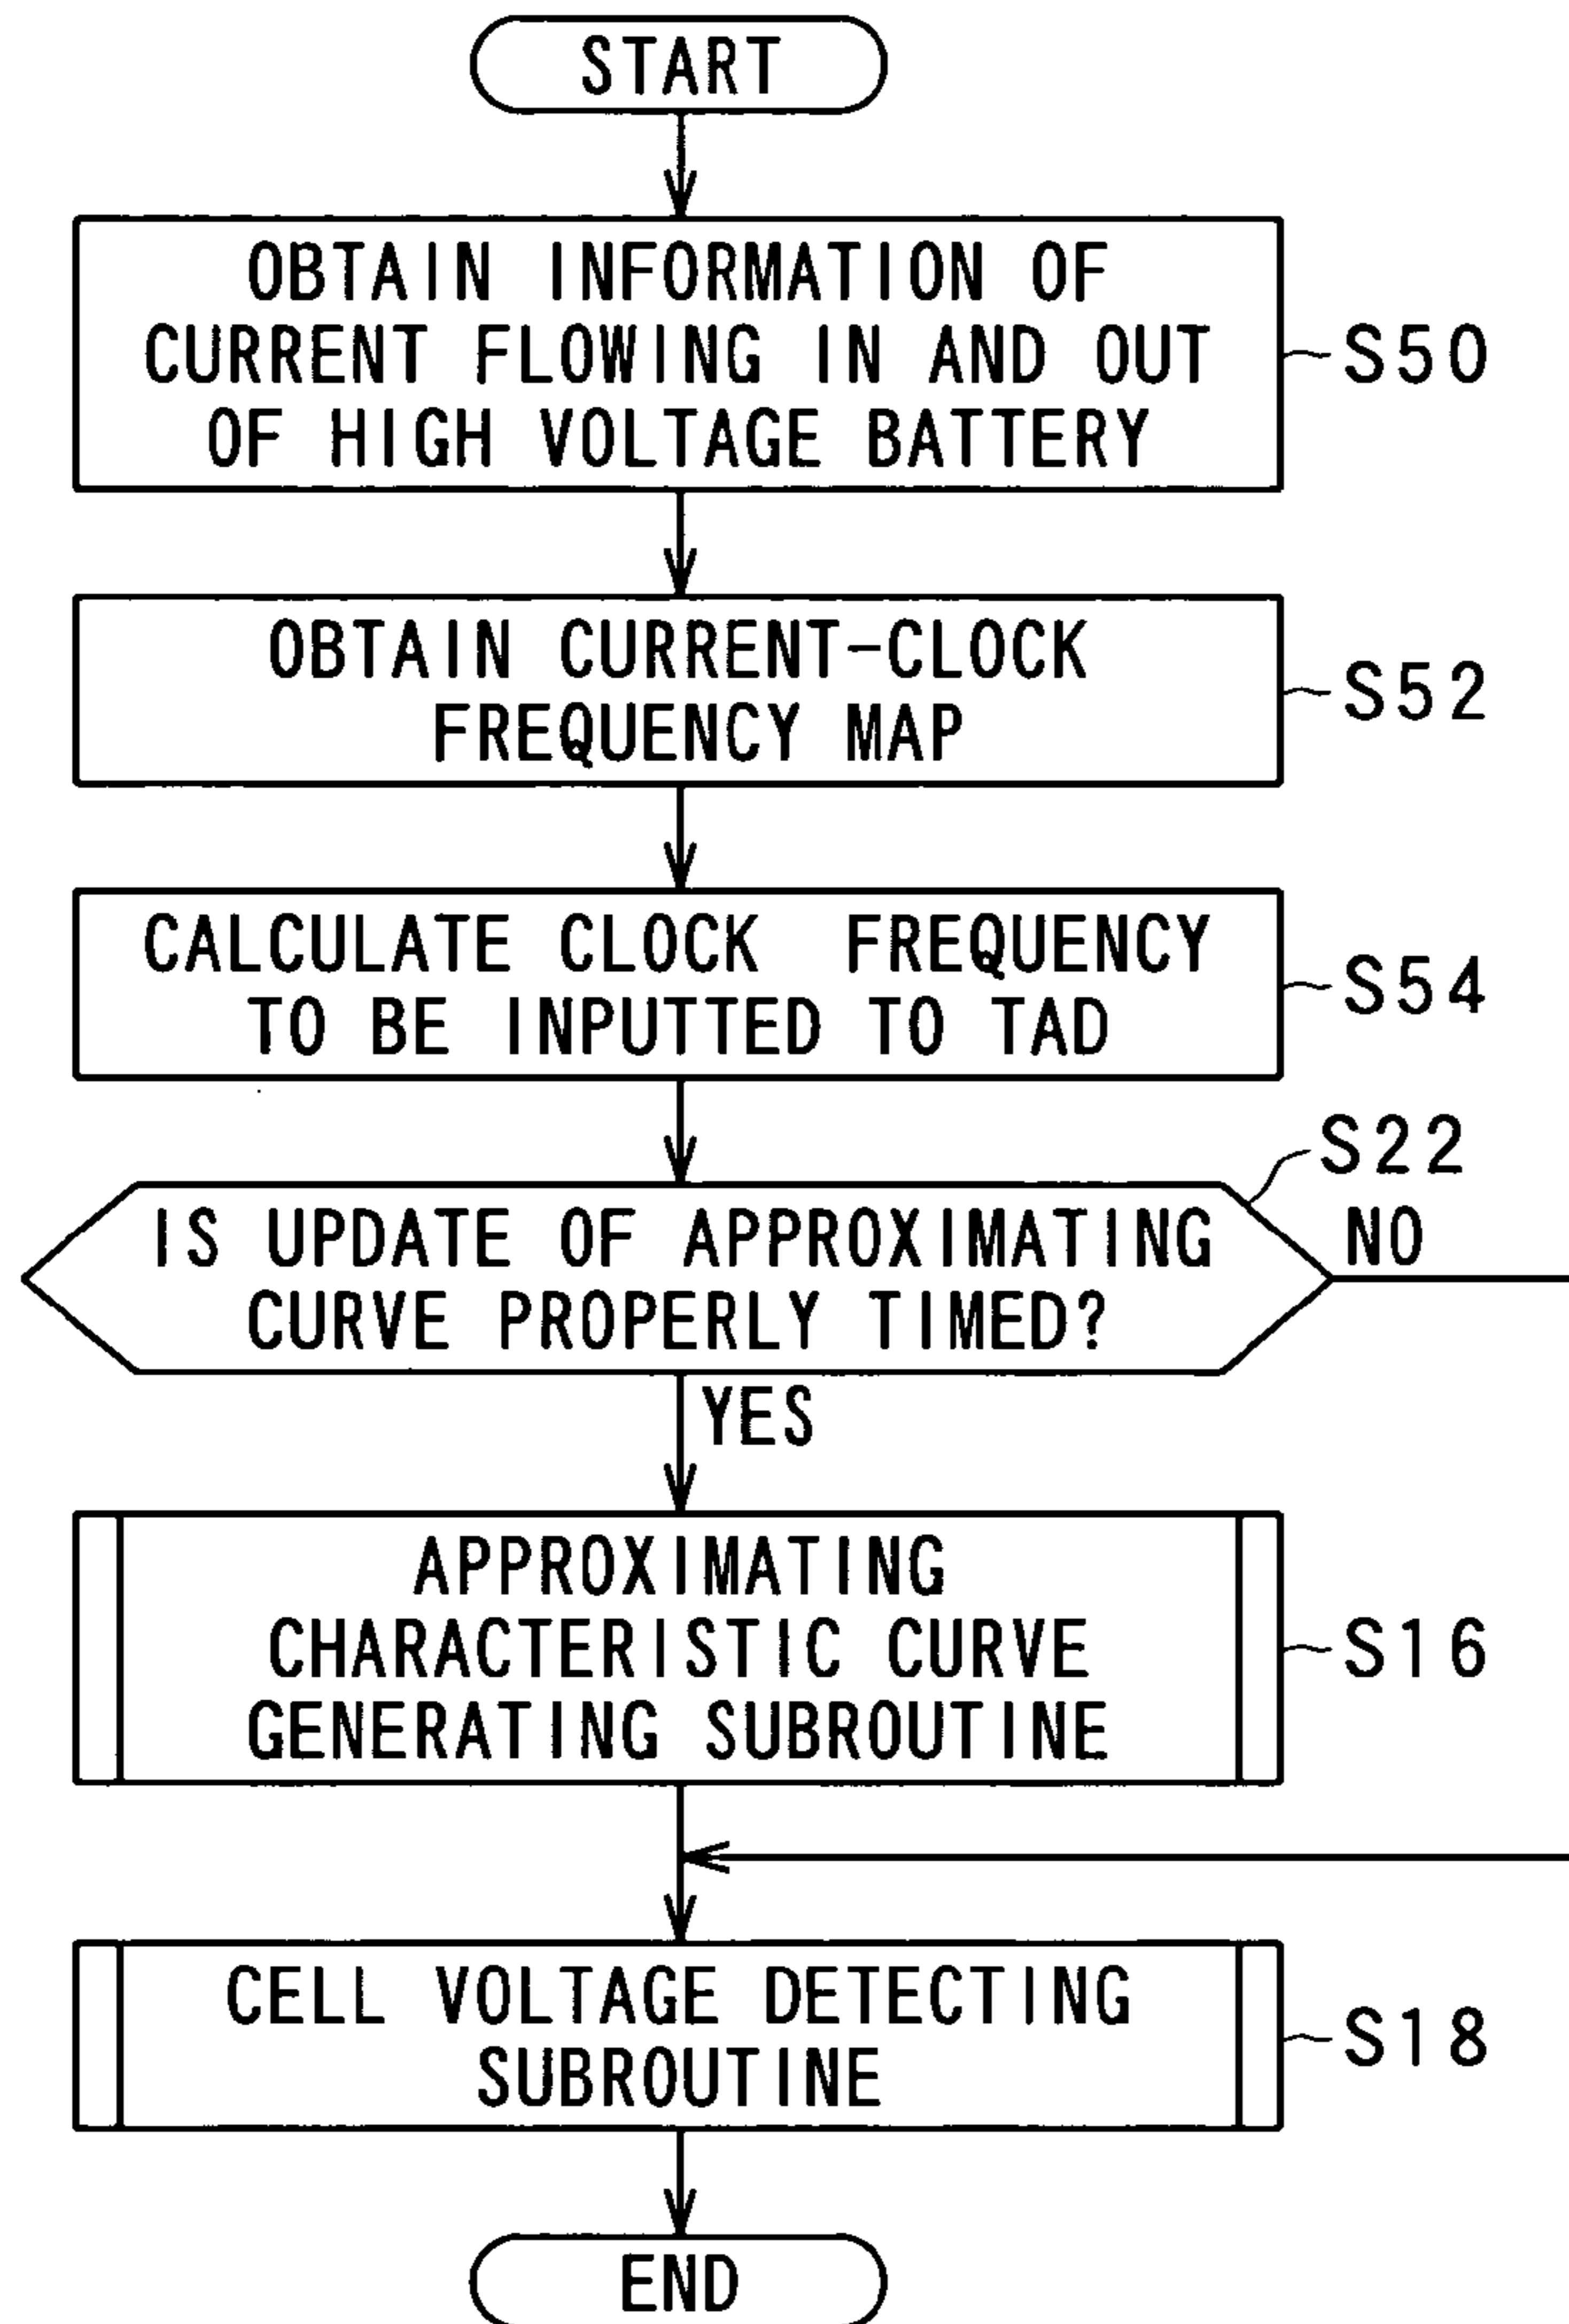 START
OBTAIN INFORMATION OF
CURRENT FLOWING IN AND OUT
OF HIGH VOLTAGE BATTERY
S50
OBTAIN CURRENT-CLOCK
FREQUENCY MAP
S52
CALCULATE CLOCK FREQUENCY
TO BE INPUTTED TO TAD
S54
S22
IS UPDATE OF APPROXIMATING
CURVE PROPERLY TIMED?
NO
YES
APPROXIMATING
CHARACTERISTIC CURVE
GENERATING SUBROUTINE
S16
CELL VOLTAGE DETECTING
SUBROUTINE
S18
END